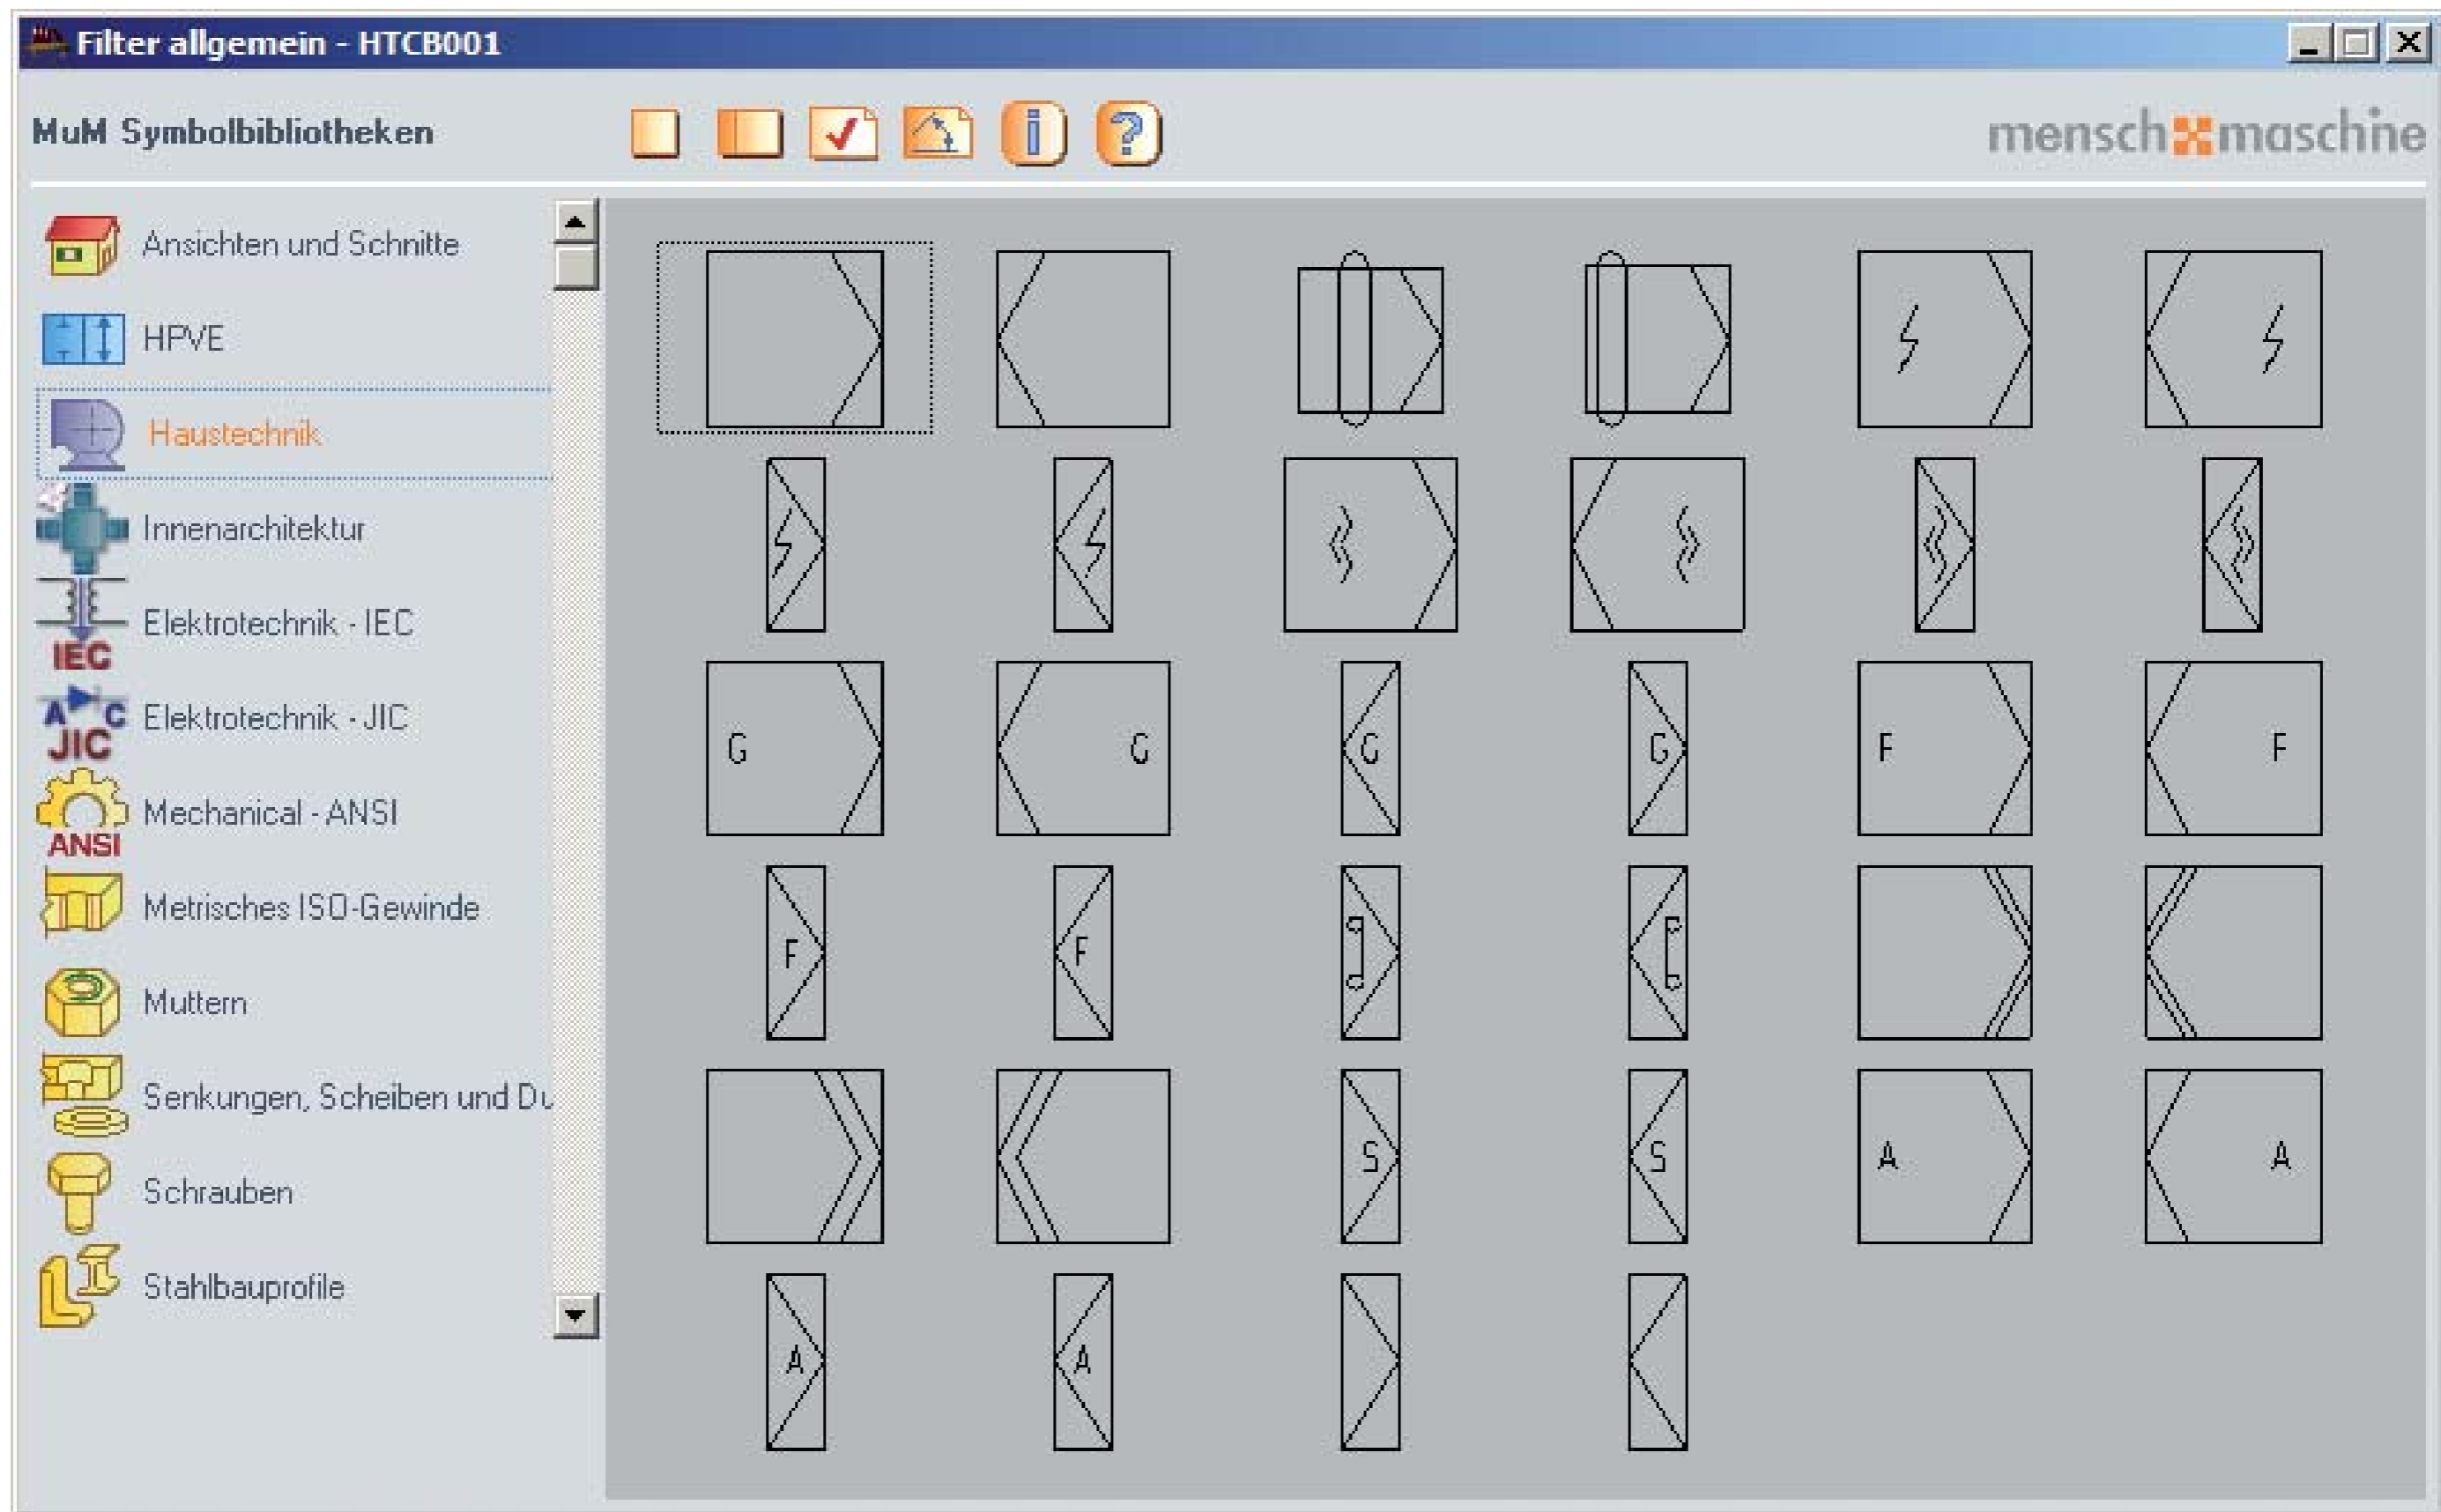 Filter allgemein - HTCB001
MuM Symbolbibliotheken
i ?
mensch maschine
Ansichten und Schnitte
HPVE
Haustechnik
Innenarchitektur
Elektrotechnik - IEC
IEC
Elektrotechnik - JIC
A C
JIC
Mechanical - ANSI
ANSI
Metrisches ISO-Gewinde
Muttern
Senkungen, Scheiben und Du
Schrauben
Stahlbauprofile
G G G G F F
F F
S S A A
A A